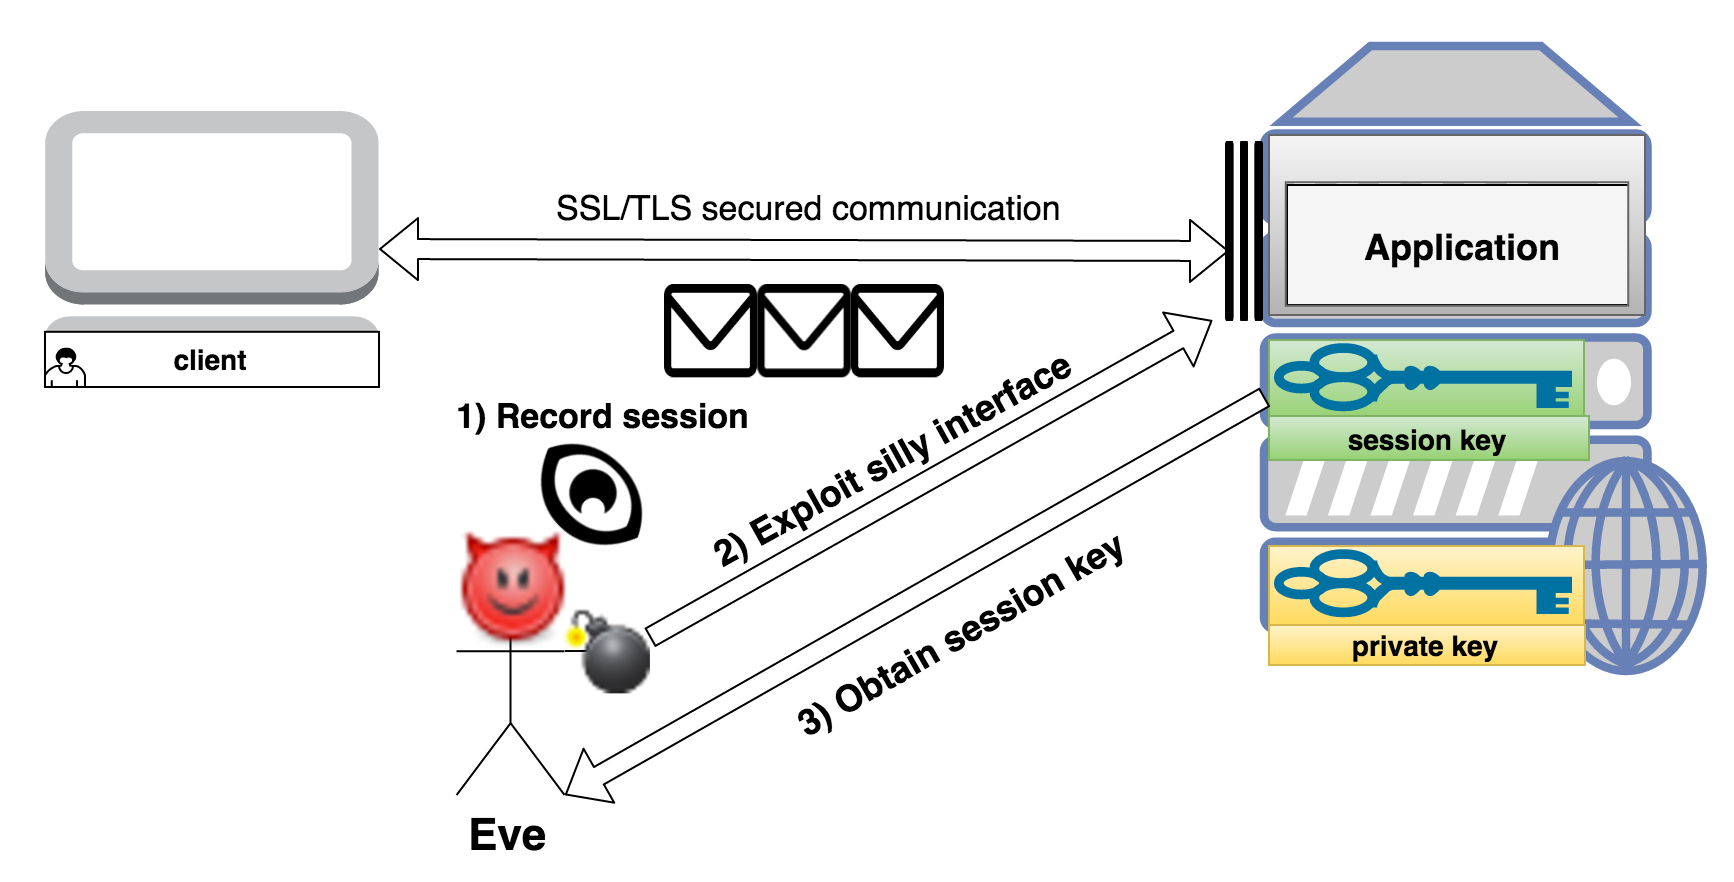 SSL/TLS secured communication
Application
client
1) Record session
2) Exploit silly interface
session key
3) Obtain session key
private key
Eve